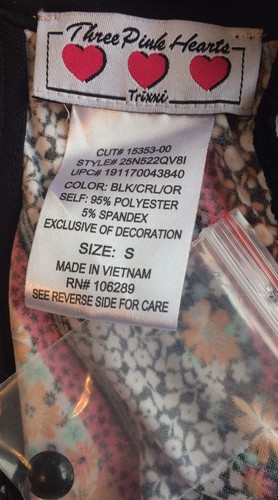 Three Pink Hearts
Trixxi
CUT# 15353-00
STYLE# 25N522QV8I
UPC# 191170043840
COLOR: BLK/CRL/OR
SELF: 95% POLYESTER
5% SPANDEX
EXCLUSIVE OF DECORATION
SIZE: S
MADE IN VIETNAM
RN# 106289
SEE REVERSE SIDE FOR CARE